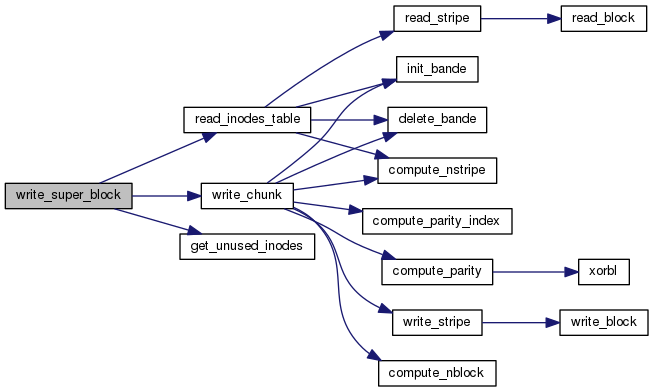 read_stripe
read_block
init_bande
read_inodes_table
delete_bande
compute_nstripe
write_super_block
write_chunk
compute_parity_index
get_unused_inodes
compute_parity
xorbl
write_stripe
write_block
compute_nblock